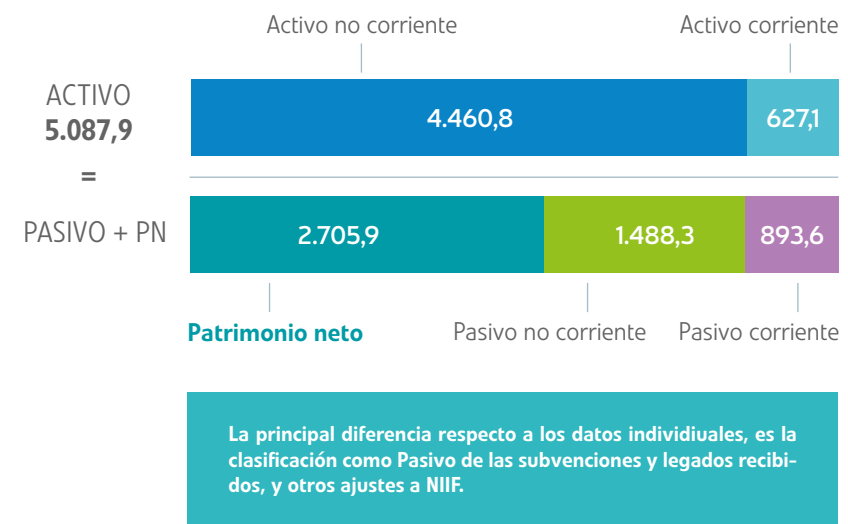 Activo no corriente
Activo corriente
ACTIVO
5.087,9
4.460,8
627,1
=
PASIVO + PN
2.705,9
1.488,3
893,6
Patrimonio neto
Pasivo no corriente
Pasivo corriente
La principal diferencia respecto a los datos individiuales, es la
clasificación como Pasivo de las subvenciones y legados recibi-
dos, y otros ajustes a NIIF.